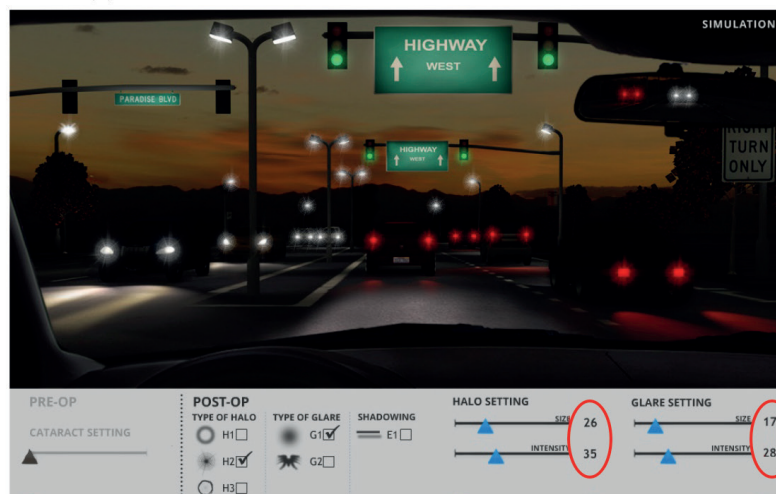 SIMULATION
HIGHWAY
WEST
PARADISE BLVD
HIGHWAY
WEST
RIGHT
TURN
ONLY
PRE-OP
CATARACT SETTING
POST-OP
TYPE OF HALO
H1
H2
H3
TYPE OF GLARE
G1
G2
SHADOWING
E1
HALO SETTING
SIZE 26
INTENSITY 35
GLARE SETTING
SIZE 17
INTENSITY 28